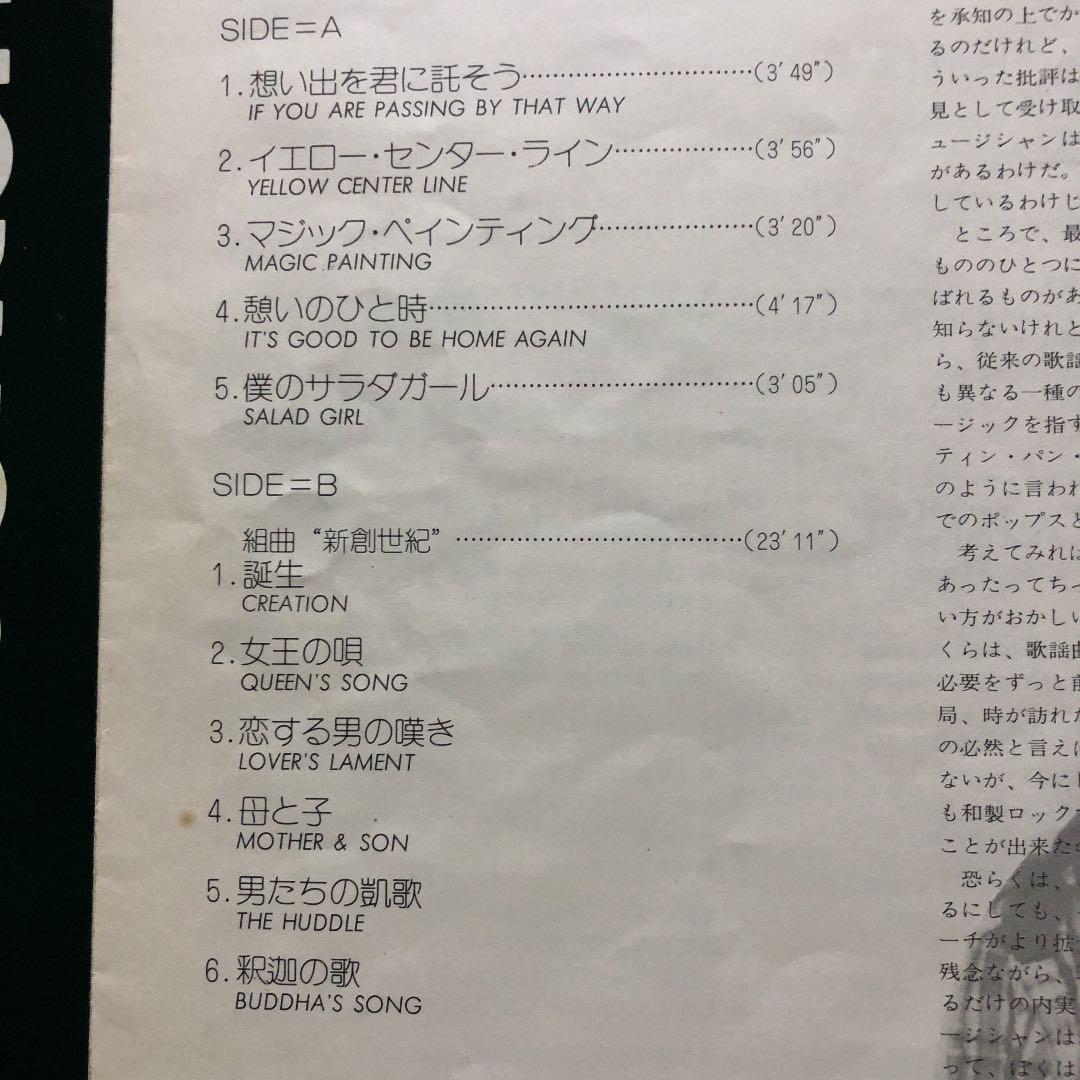 SIDE=A
1.想い出を君に託そう…………………………(3′49″)
IF YOU ARE PASSING BY THAT WAY
2.イエロー・センター・ライン………………(3′56″)
YELLOW CENTER LINE
3.マジック・ペインティング…………………(3′20″)
MAGIC PAINTING
4.憩いのひと時……………………………………(4′17″)
IT'S GOOD TO BE HOME AGAIN
5.僕のサラダガール……………………………(3′05″)
SALAD GIRL
SIDE=B
組曲 “新創世紀” …………………………………(23′11″)
1.誕生
CREATION
2.女王の唄
QUEEN'S SONG
3.恋する男の嘆き
LOVER'S LAMENT
4.母と子
MOTHER & SON
5.男たちの凱歌
THE HUDDLE
6.釈迦の歌
BUDDHA'S SONG
を承知の上でか
るのだけれど、
ういった批評は
見として受け取
ュージシャンは
があるわけだ。
しているわけじ
ところで、最
もののひとつに
ばれるものがあ
知らないけれど
ら、従来の歌謡
も異なる一種の
ージックを指す
ティン・パン・
のように言われ
でのポップスと
考えてみれば
あったってちっ
い方がおかしい
くらは、歌謡曲
必要をずっと前
局、時が訪れた
の必然と言えば
ないが、今にし
も和製ロック
ことが出来たの
恐らくは、
るにしても、
ーチがより拡
残念ながら、
るだけの内実
ージシャンは
って、ぼくは